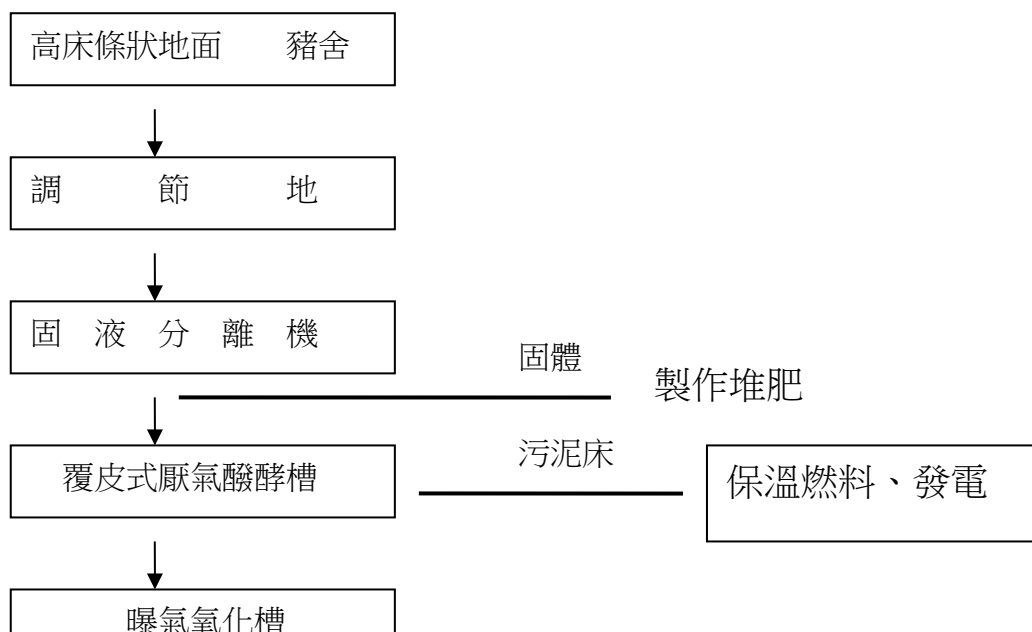 高床條狀地面　　豬舍
調　　　節　　　地
固　液　分　離　機
固體
製作堆肥
覆皮式厭氣醱酵槽
污泥床
保溫燃料、發電
曝氣氧化槽